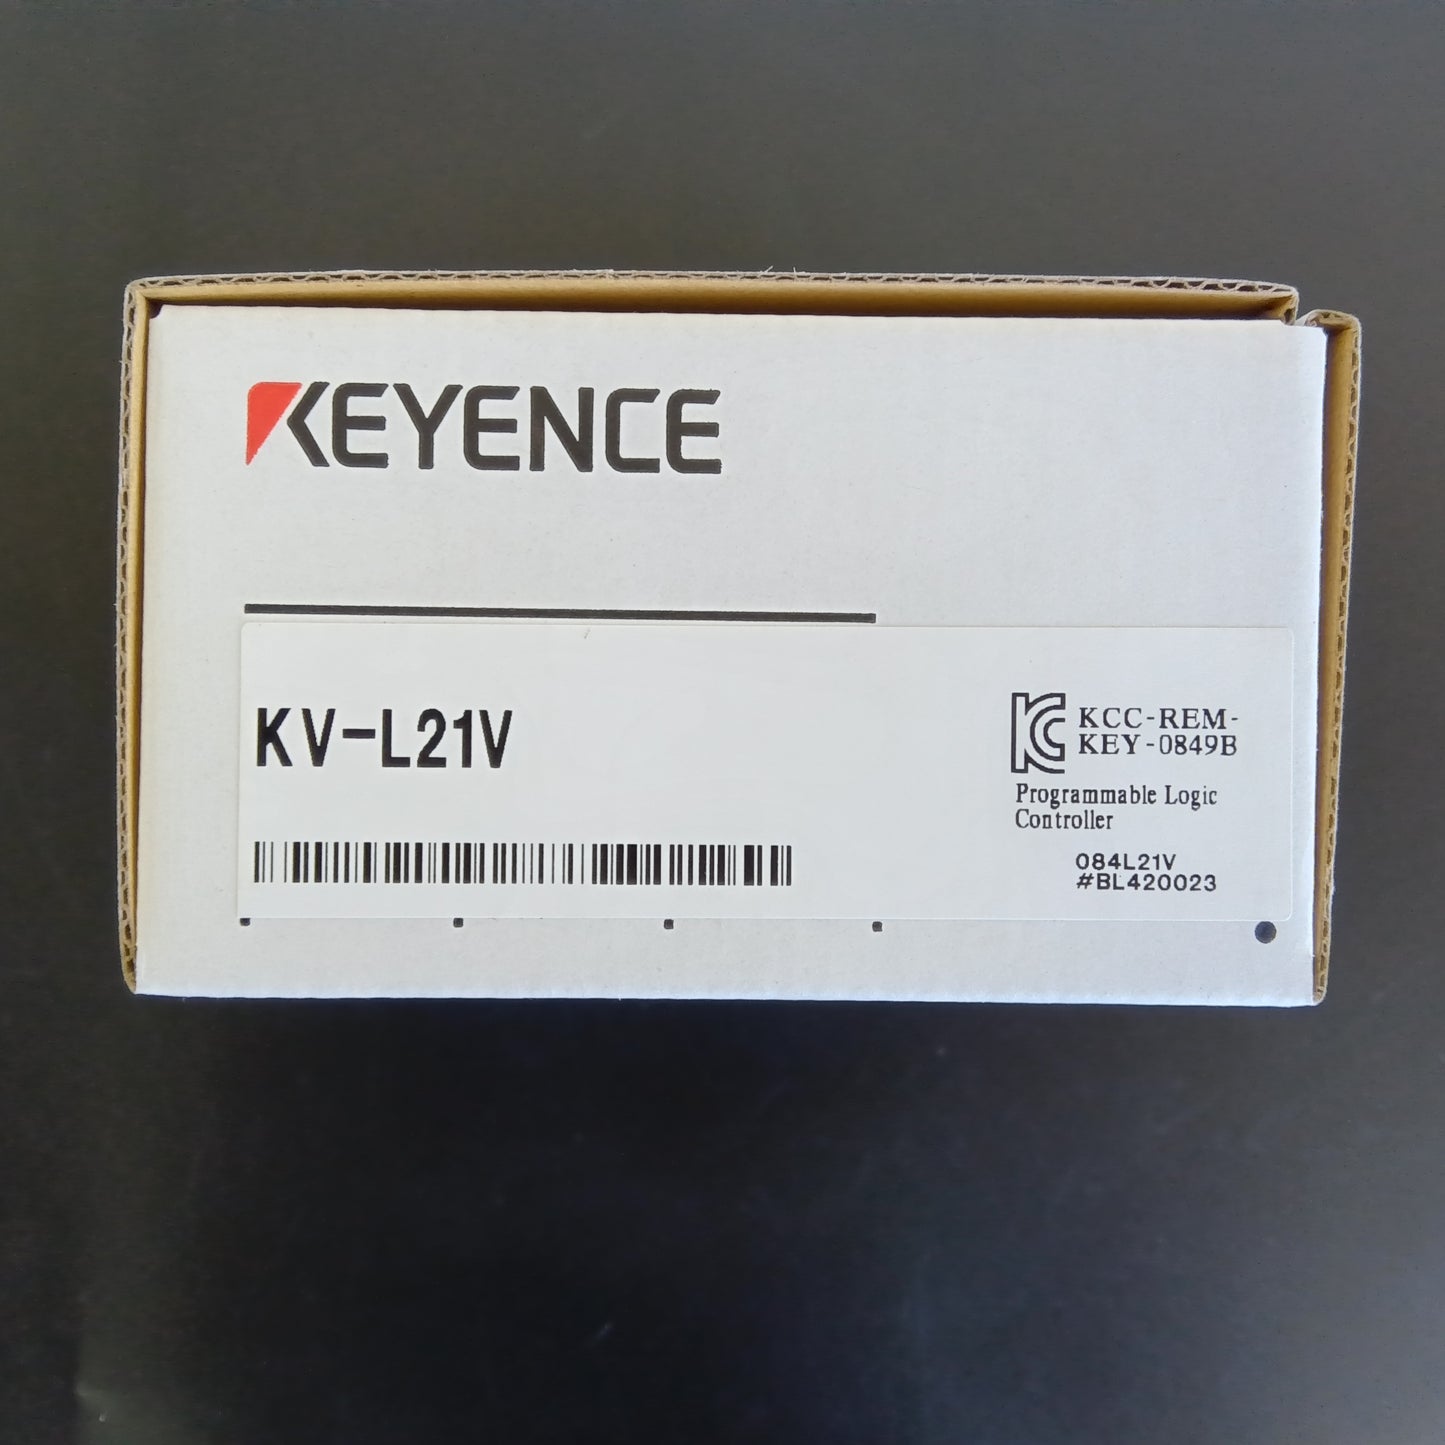 KEYENCE
KV-L21V
KCC-REM-
KEY-0849B
Programmable Logic
Controller
084L21V
#BL420023